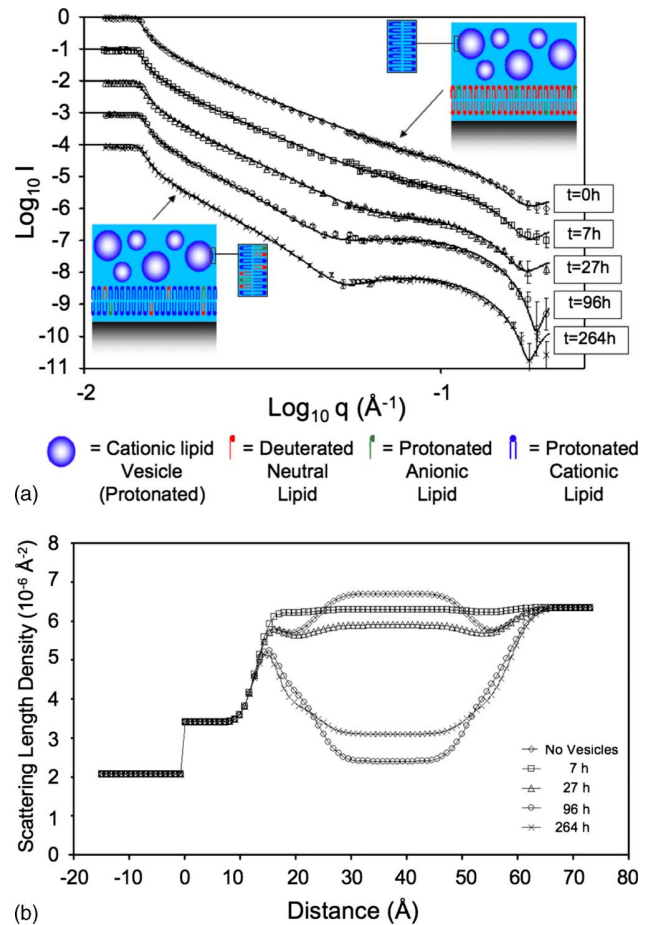 (a)
Log10 I
0
-1
-2
-3
-4
-5
-6
-7
-8
-9
-10
-11
t=0h
t=7h
t=27h
t=96h
t=264h
-2
-1
0
Log10 q (Å-1)
= Cationic lipid
Vesicle
(Protonated)
= Deuterated
Neutral
Lipid
= Protonated
Anionic
Lipid
= Protonated
Cationic
Lipid
(b)
Scattering Length Density (10-6 Å-2)
8
7
6
5
4
3
2
1
0
No Vesicles
7 h
27 h
96 h
264 h
-20
-10
0
10
20
30
40
50
60
70
80
Distance (Å)